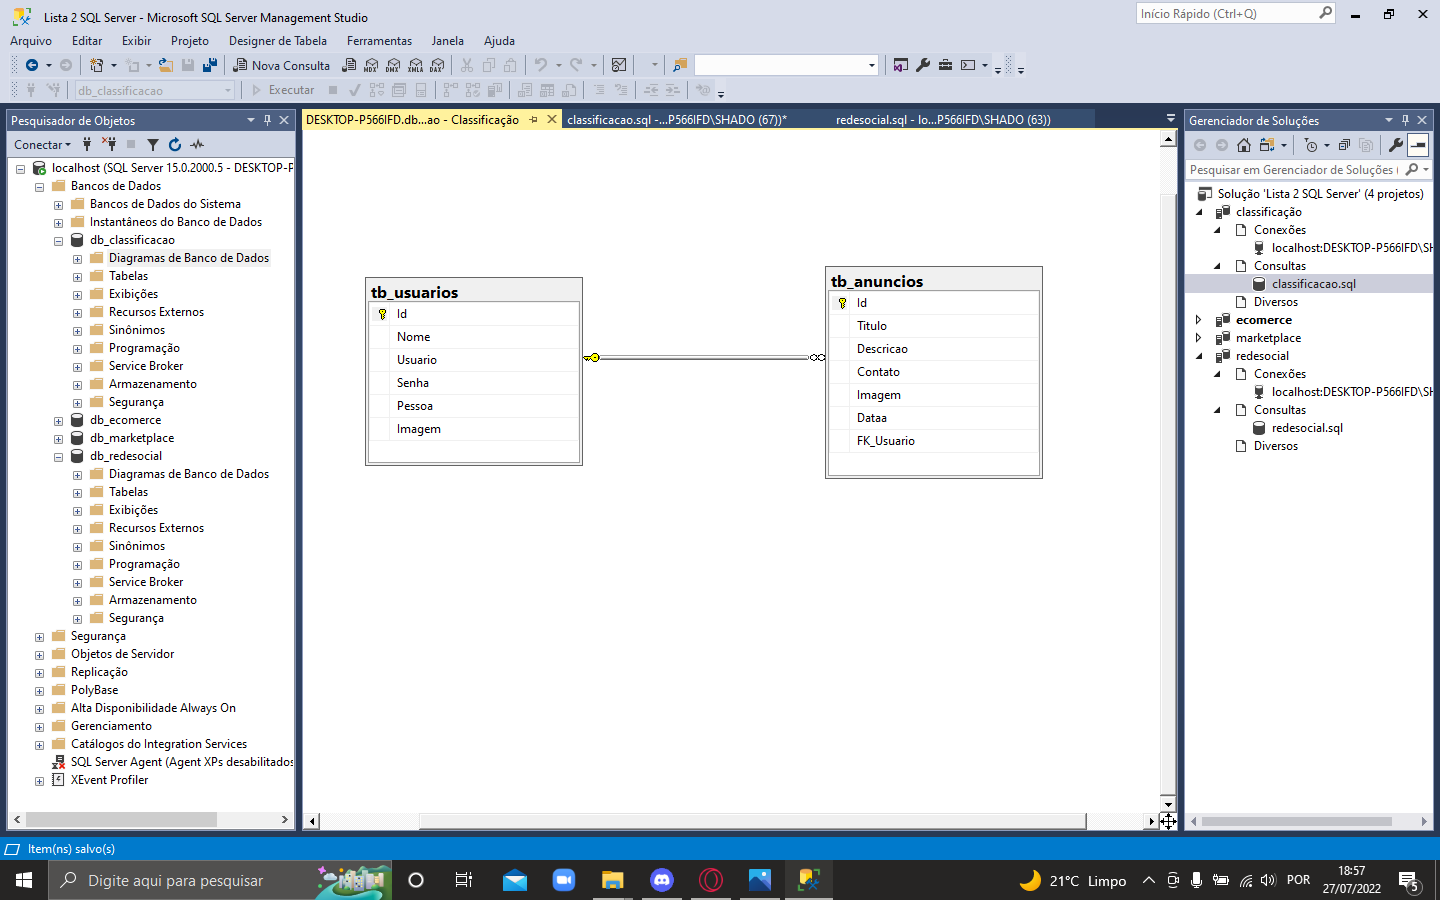 Lista 2 SQL Server - Microsoft SQL Server Management Studio
Início Rápido (Ctrl+Q)
Arquivo Editar Exibir Projeto Designer de Tabela Ferramentas Janela Ajuda
Nova Consulta
MDX DMX XMLA DAX
db_classificacao
Executar
Pesquisador de Objetos
Conectar
localhost (SQL Server 15.0.2000.5 - DESKTOP-P
Bancos de Dados
Bancos de Dados do Sistema
Instantâneos do Banco de Dados
db_classificacao
Diagramas de Banco de Dados
Tabelas
Exibições
Recursos Externos
Sinônimos
Programação
Service Broker
Armazenamento
Segurança
db_ecomerce
db_marketplace
db_redesocial
Diagramas de Banco de Dados
Tabelas
Exibições
Recursos Externos
Sinônimos
Programação
Service Broker
Armazenamento
Segurança
Segurança
Objetos de Servidor
Replicação
PolyBase
Alta Disponibilidade Always On
Gerenciamento
Catálogos do Integration Services
SQL Server Agent (Agent XPs desabilitados
XEvent Profiler
DESKTOP-P566IFD.db...ao - Classificação
classificacao.sql -...P566IFD\SHADO (67))*
redesocial.sql - lo...P566IFD\SHADO (63))
tb_usuarios
Id
Nome
Usuario
Senha
Pessoa
Imagem
tb_anuncios
Id
Titulo
Descricao
Contato
Imagem
Dataa
FK_Usuario
Gerenciador de Soluções
Pesquisar em Gerenciador de Soluções (
Solução 'Lista 2 SQL Server' (4 projetos)
classificação
Conexões
localhost:DESKTOP-P566IFD\SH
Consultas
classificacao.sql
Diversos
ecomerce
marketplace
redesocial
Conexões
localhost:DESKTOP-P566IFD\SH
Consultas
redesocial.sql
Diversos
Item(ns) salvo(s)
Digite aqui para pesquisar
21°C Limpo
POR
18:57
27/07/2022
5